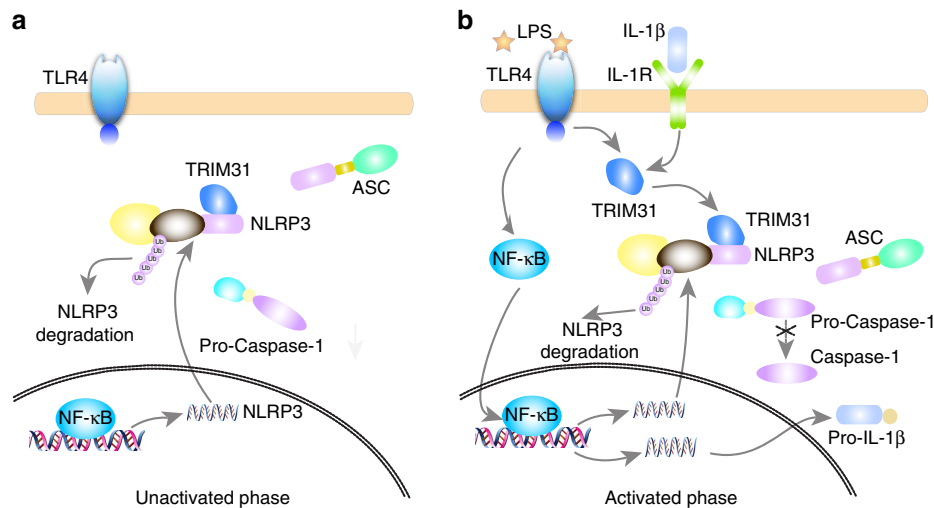 a
TLR4
TRIM31
ASC
NLRP3
Ub
Ub
Ub
Ub
Ub
NLRP3
degradation
Pro-Caspase-1
NF-κB
NLRP3
Unactivated phase
b
LPS
IL-1β
TLR4
IL-1R
TRIM31
TRIM31
NF-κB
NLRP3
ASC
Ub
Ub
Ub
Ub
Ub
NLRP3
degradation
Pro-Caspase-1
Caspase-1
NF-κB
Pro-IL-1β
Activated phase